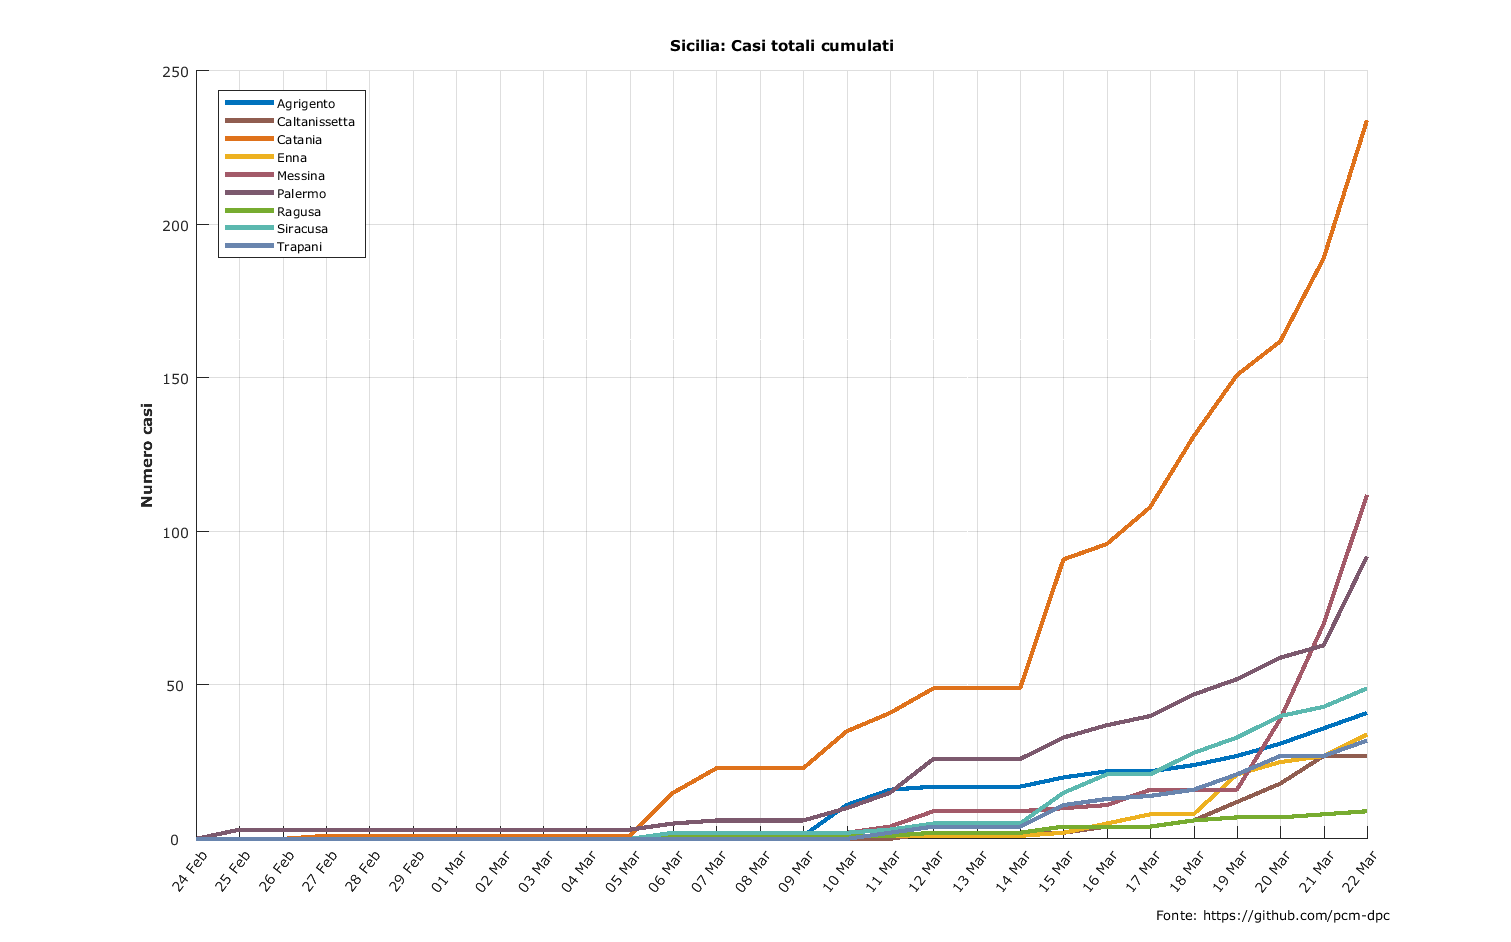 Sicilia: Casi totali cumulati
250
200
150
100
50
0
Numero casi
Agrigento
Caltanissetta
Catania
Enna
Messina
Palermo
Ragusa
Siracusa
Trapani
24 Feb
25 Feb
26 Feb
27 Feb
28 Feb
29 Feb
01 Mar
02 Mar
03 Mar
04 Mar
05 Mar
06 Mar
07 Mar
08 Mar
09 Mar
10 Mar
11 Mar
12 Mar
13 Mar
14 Mar
15 Mar
16 Mar
17 Mar
18 Mar
19 Mar
20 Mar
21 Mar
22 Mar
Fonte: https://github.com/pcm-dpc